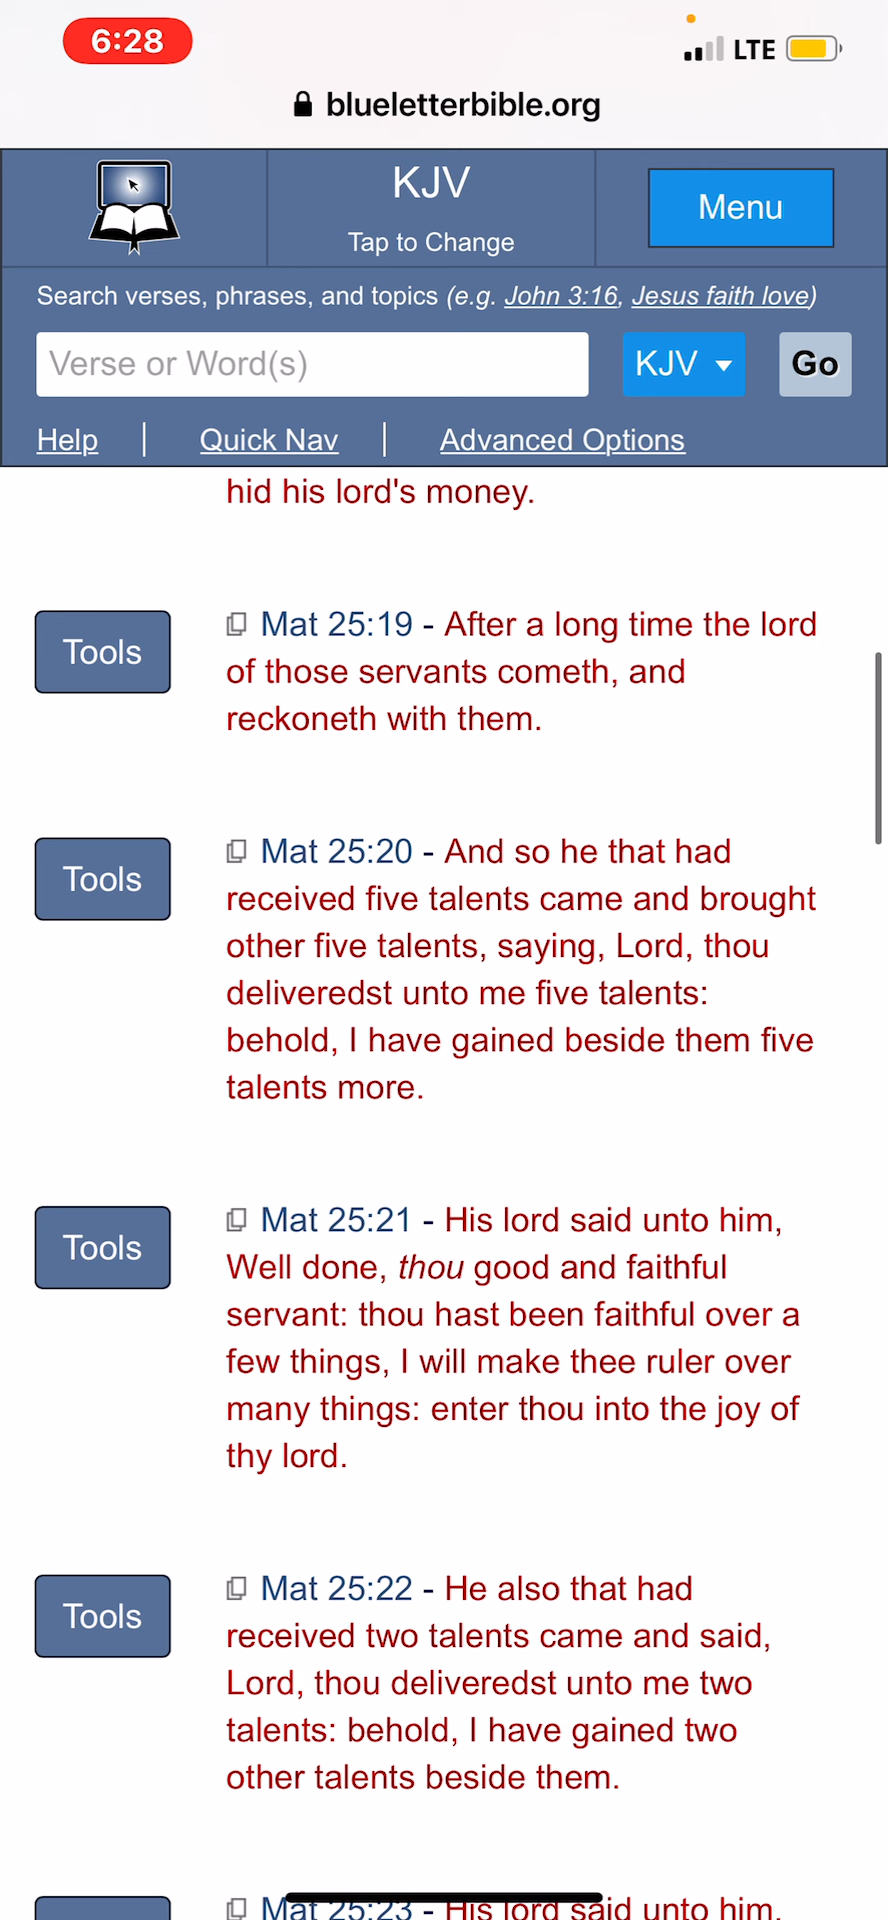 6:28
LTE
blueletterbible.org
KJV
Tap to Change
Menu
Search verses, phrases, and topics (e.g. John 3:16, Jesus faith love)
Verse or Word(s)
KJV
Go
Help | Quick Nav | Advanced Options
hid his lord's money.
Tools
Mat 25:19 - After a long time the lord
of those servants cometh, and
reckoneth with them.
Tools
Mat 25:20 - And so he that had
received five talents came and brought
other five talents, saying, Lord, thou
deliveredst unto me five talents:
behold, I have gained beside them five
talents more.
Tools
Mat 25:21 - His lord said unto him,
Well done, thou good and faithful
servant: thou hast been faithful over a
few things, I will make thee ruler over
many things: enter thou into the joy of
thy lord.
Tools
Mat 25:22 - He also that had
received two talents came and said,
Lord, thou deliveredst unto me two
talents: behold, I have gained two
other talents beside them.
Mat 25:23 - His lord said unto him,